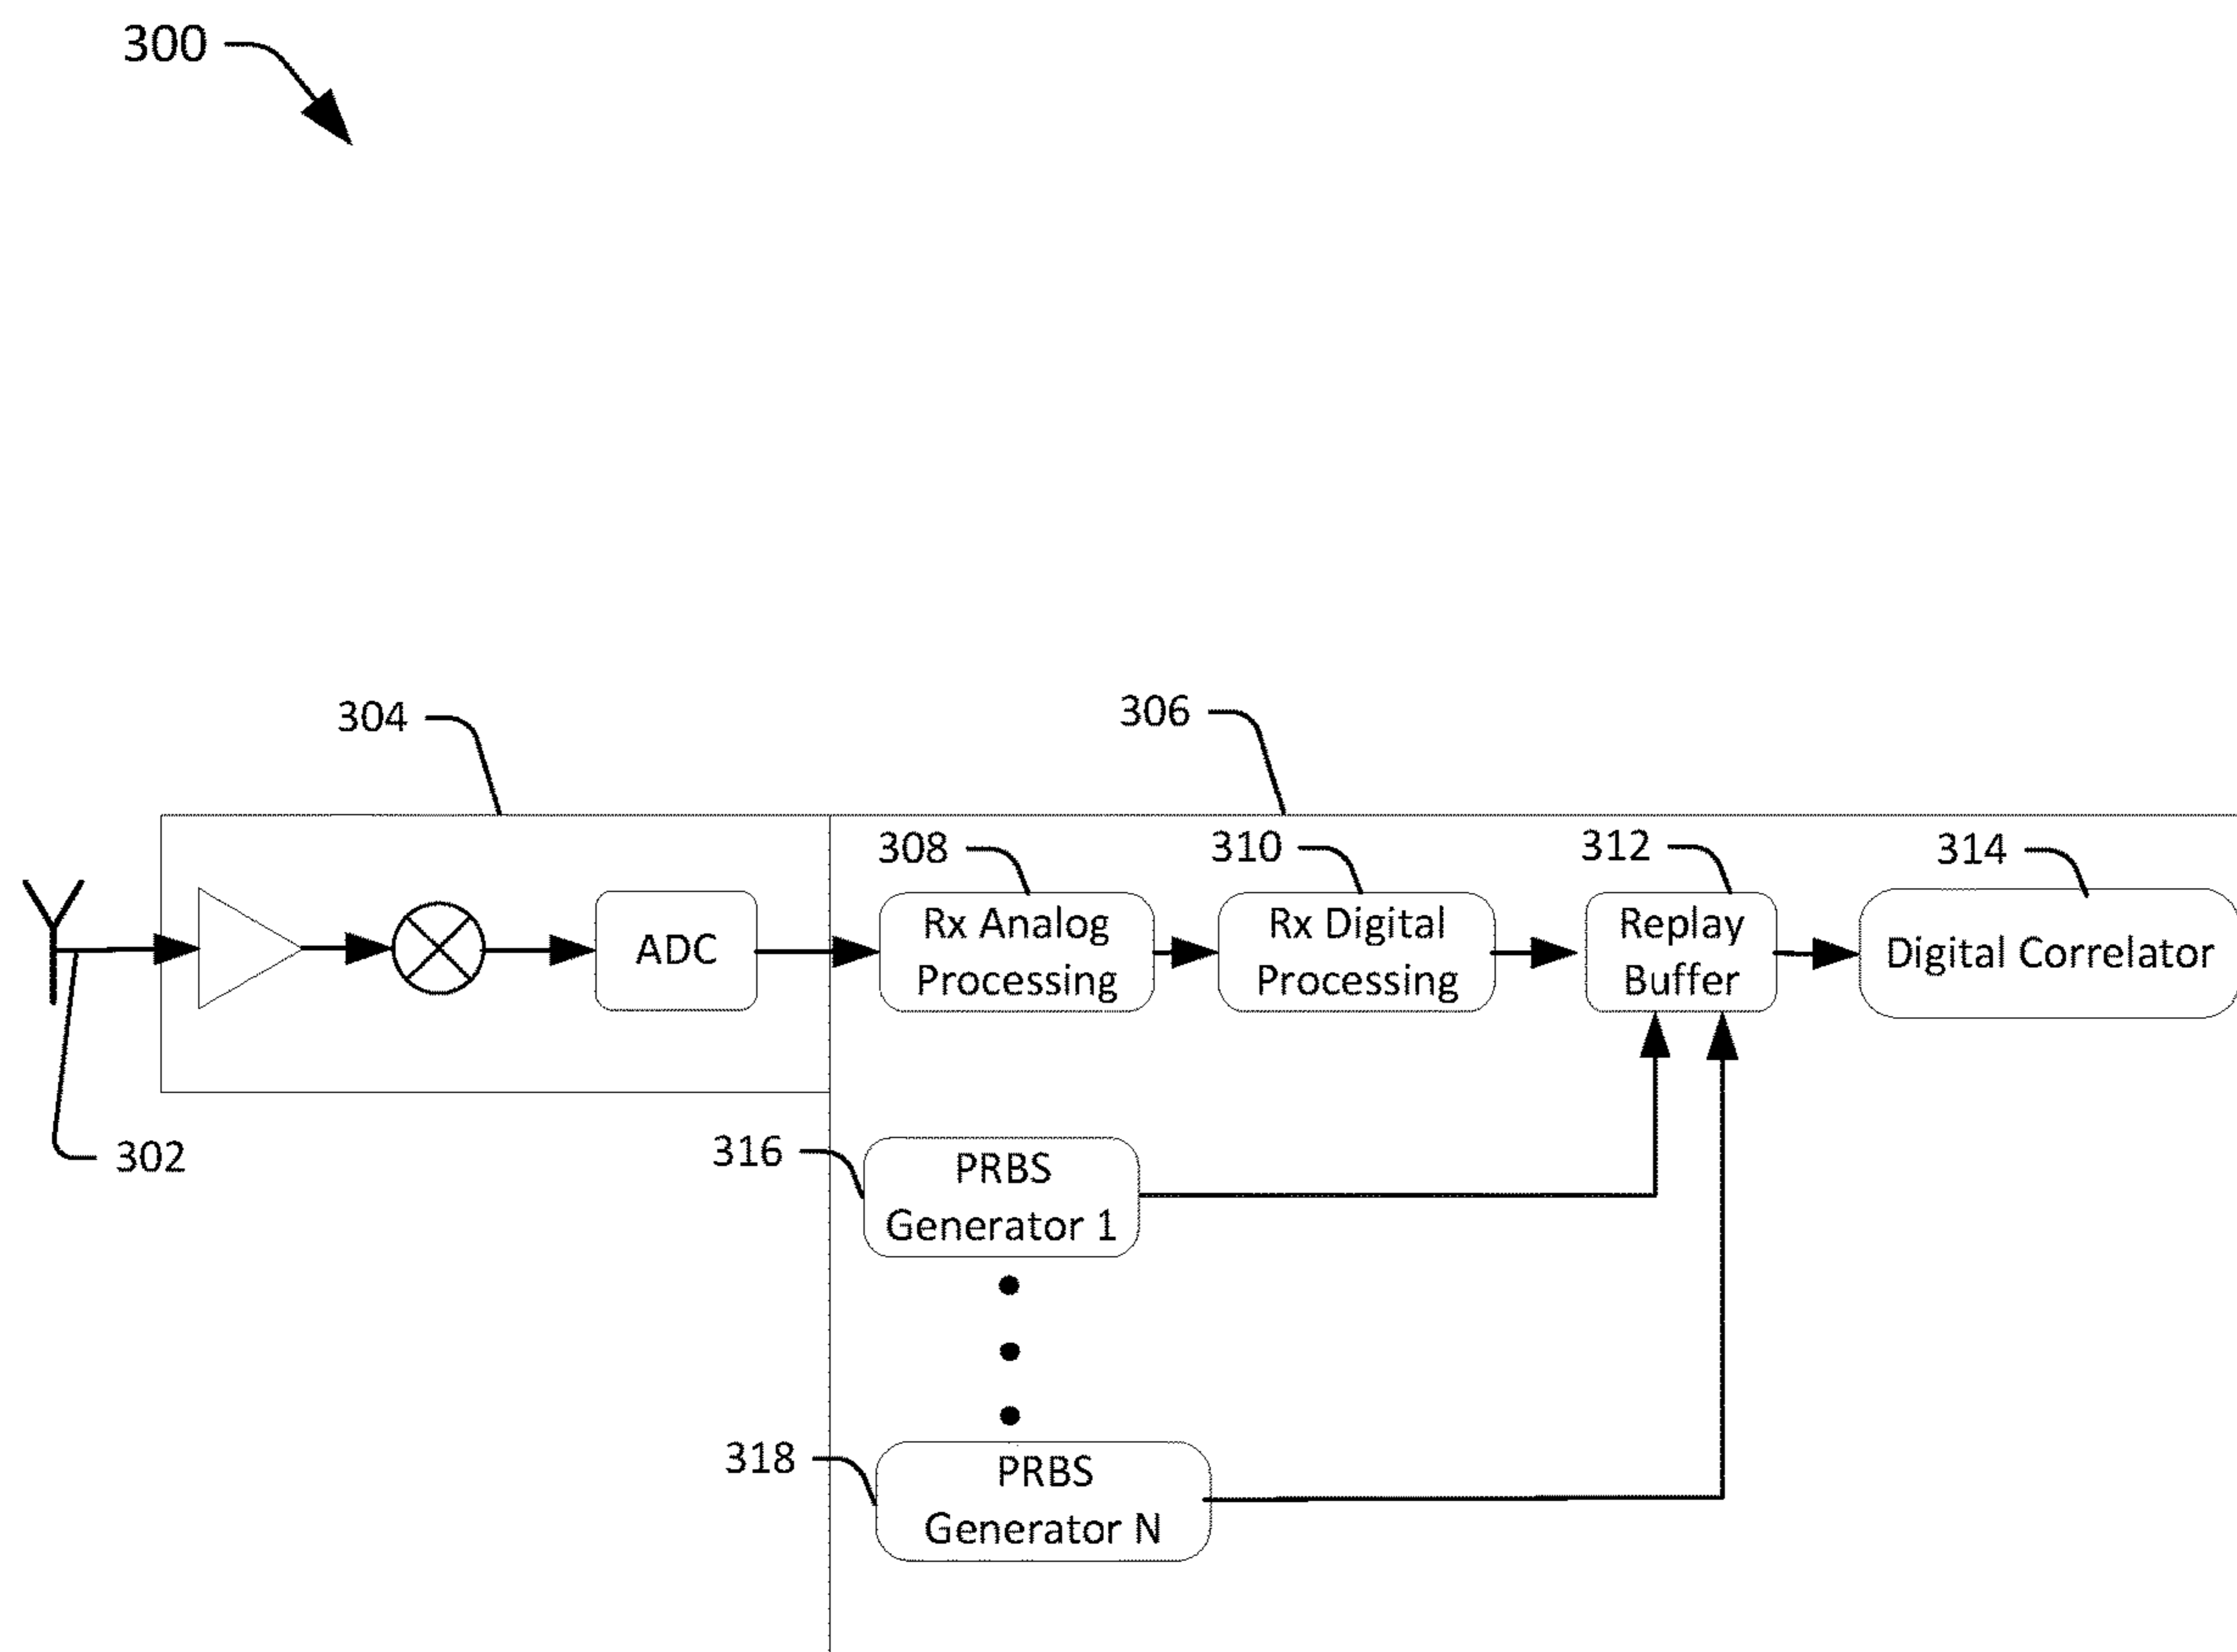 300
304
306
308
310
312
314
ADC
Rx Analog
Processing
Rx Digital
Processing
Replay
Buffer
Digital Correlator
302
316
PRBS
Generator 1
318
PRBS
Generator N